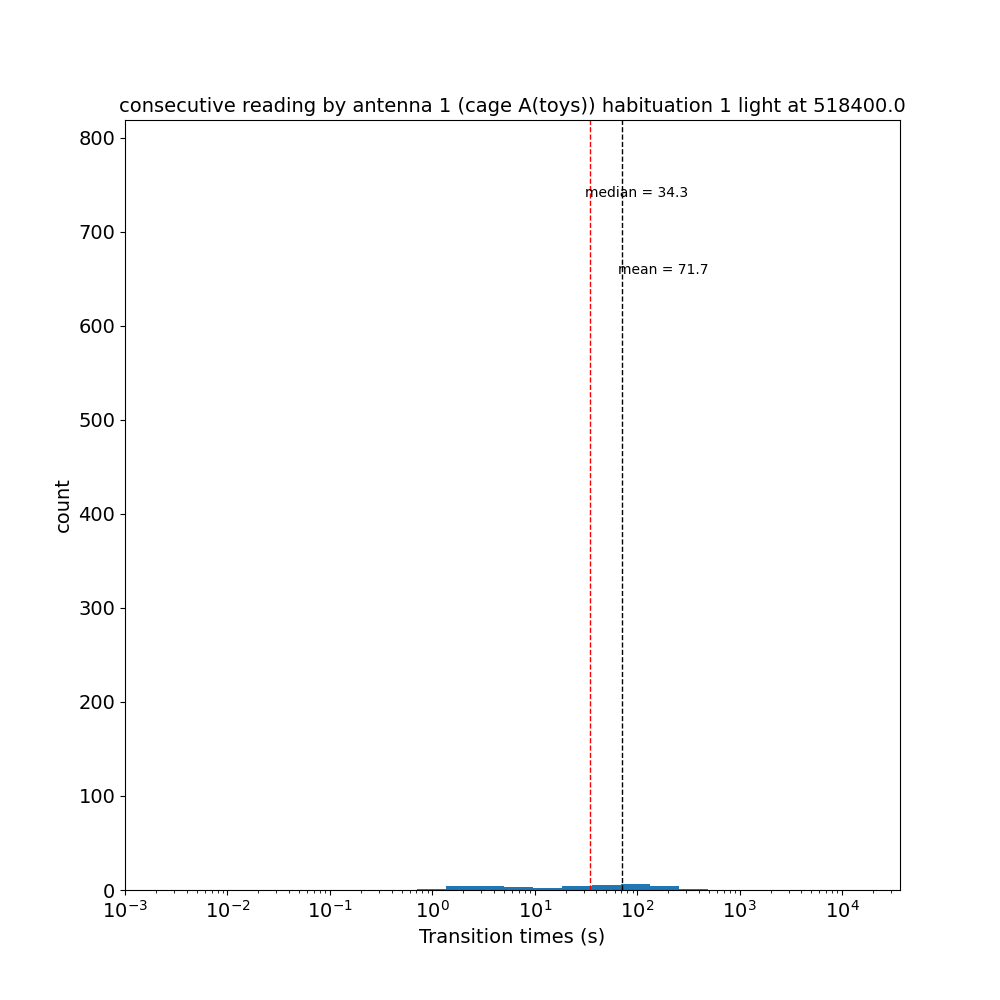 consecutive reading by antenna 1 (cage A(toys)) habituation 1 light at 518400.0
800
median = 34.3
700
mean = 71.7
600
500
count
400
300
200
100
0
10⁻³ 10⁻² 10⁻¹ 10⁰ 10¹ 10² 10³ 10⁴
Transition times (s)